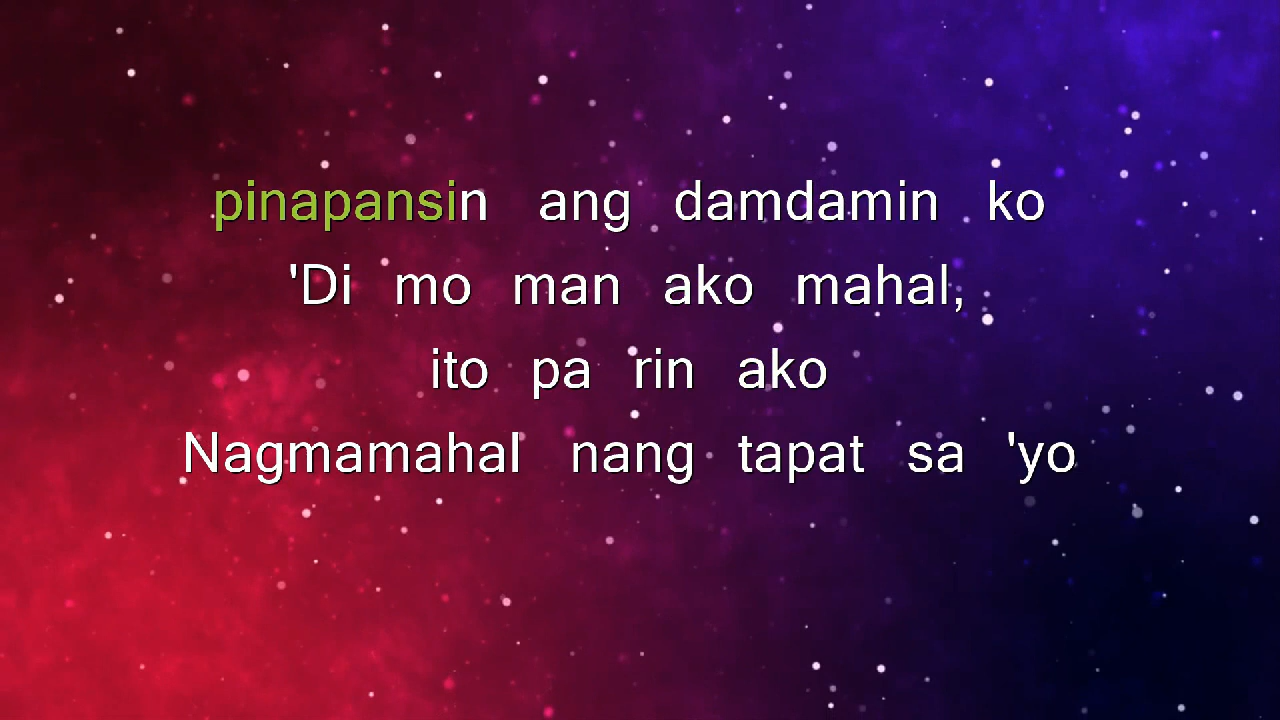 pinapansin ang damdamin ko
'Di mo man ako mahal,
ito pa rin ako
Nagmamahal nang tapat sa 'yo